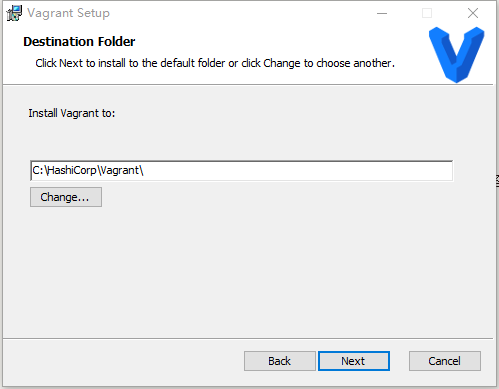 Vagrant Setup
Destination Folder
Click Next to install to the default folder or click Change to choose another.
Install Vagrant to:
C:\HashiCorp\Vagrant\
Change...
Back Next Cancel